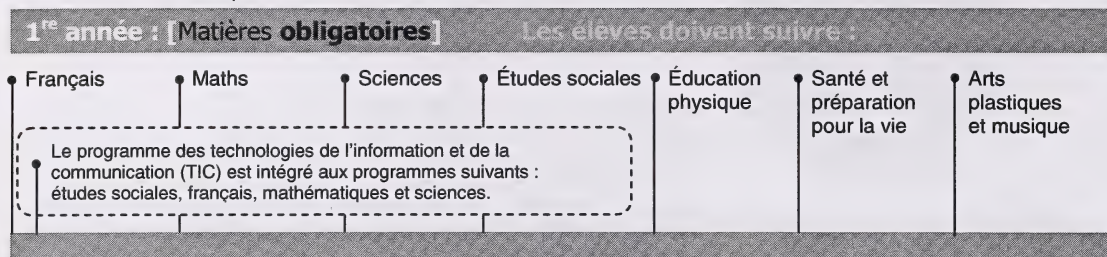 1re année : [Matières obligatoires] Les élèves doivent suivre :
Français
Maths
Sciences
Études sociales
Éducation
physique
Santé et
préparation
pour la vie
Arts
plastiques
et musique
Le programme des technologies de l'information et de la
communication (TIC) est intégré aux programmes suivants :
études sociales, français, mathématiques et sciences.